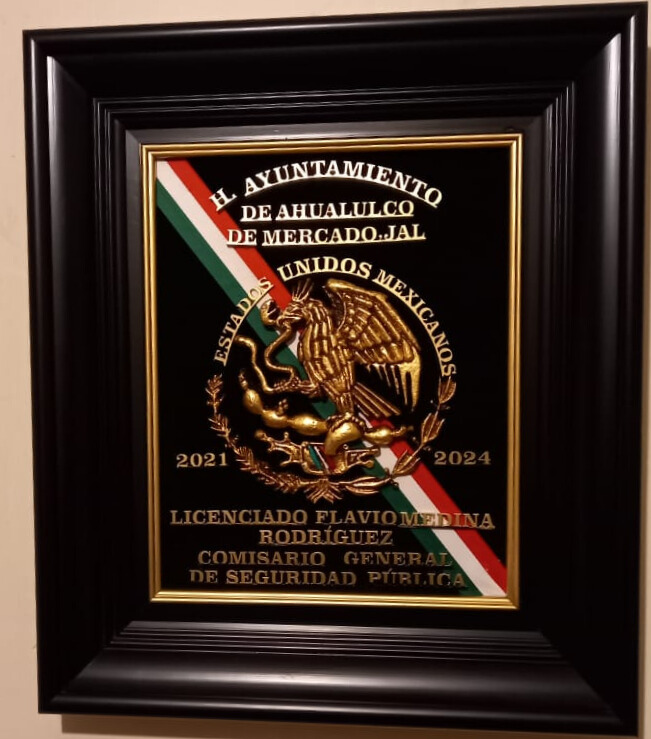 H. AYUNTAMIENTO
DE AHUALULCO
DE MERCADO.,JAL
ESTADOS UNIDOS MEXICANOS
2021 2024
LICENCIADO FLAVIO MEDINA
RODRÍGUEZ
COMISARIO GENERAL
DE SEGURIDAD PÚBLICA